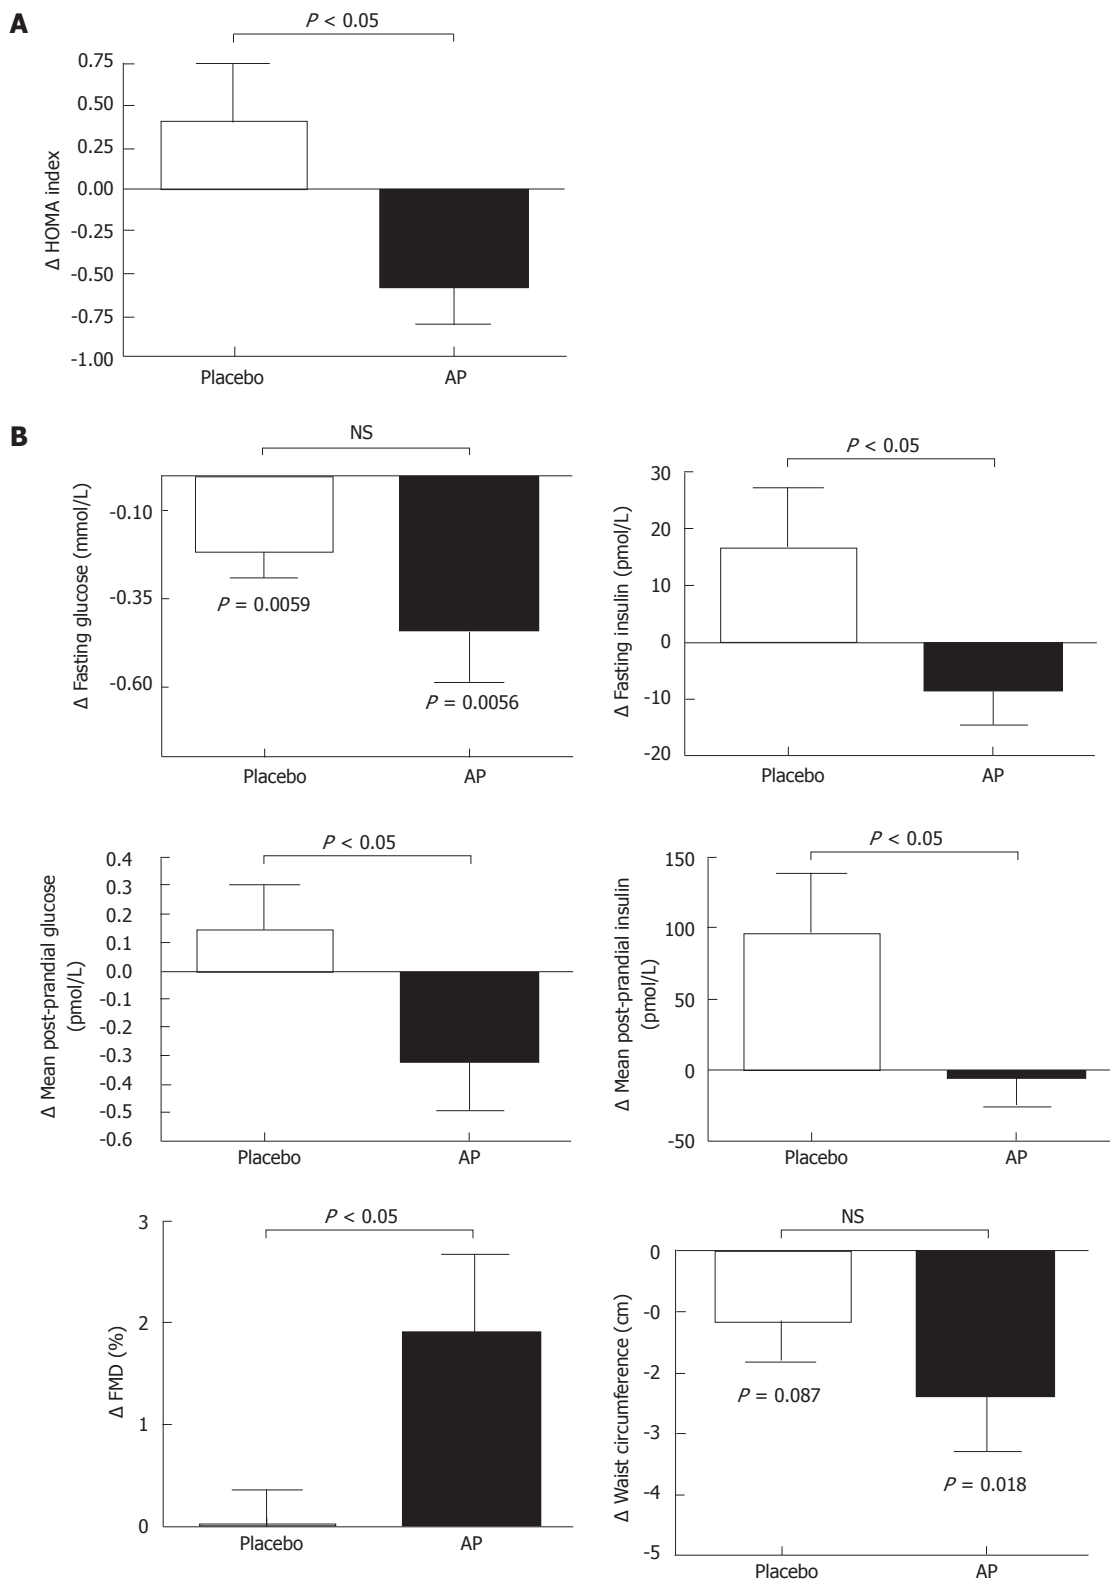 A
P < 0.05
0.75
0.50
0.25
0.00
-0.25
-0.50
-0.75
-1.00
Δ HOMA index
Placebo AP
B
NS
-0.10
-0.35
-0.60
Δ Fasting glucose (mmol/L)
P = 0.0059
P = 0.0056
Placebo AP
P < 0.05
30
20
10
0
-10
-20
Δ Fasting insulin (pmol/L)
Placebo AP
P < 0.05
0.4
0.3
0.2
0.1
0.0
-0.1
-0.2
-0.3
-0.4
-0.5
-0.6
Δ Mean post-prandial glucose
(pmol/L)
Placebo AP
P < 0.05
150
100
50
0
-50
Δ Mean post-prandial insulin
(pmol/L)
Placebo AP
P < 0.05
3
2
1
0
Δ FMD (%)
Placebo AP
NS
0
-0
-2
-3
-4
-5
Δ Waist circumference (cm)
P = 0.087
P = 0.018
Placebo AP